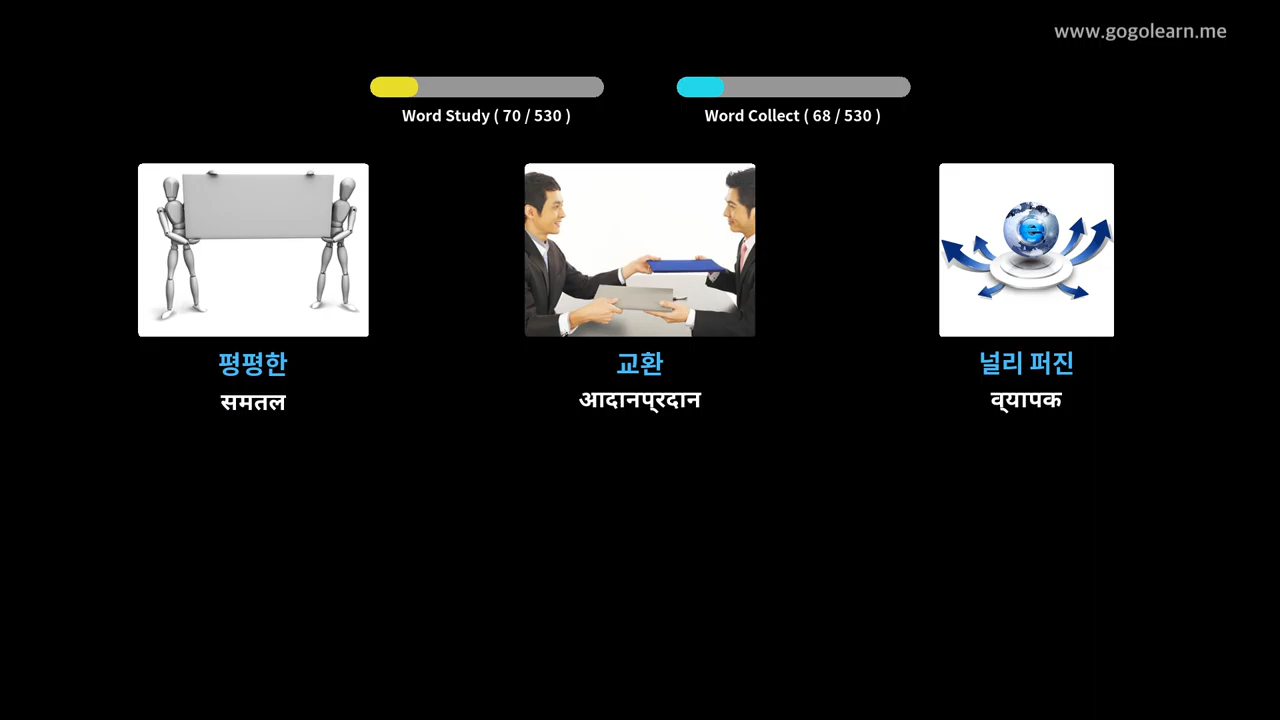 www.gogolearn.me
Word Study ( 70 / 530 )
Word Collect ( 68 / 530 )
평평한
교환
널리 퍼진
समतल
आदानप्रदान
व्यापक